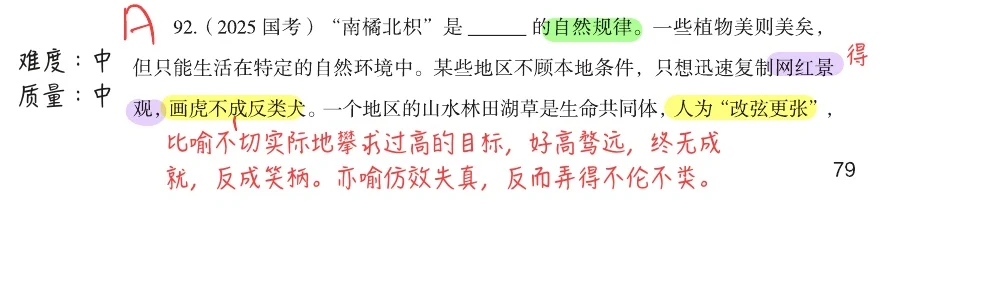 A 92.（2025 国考）“南橘北枳”是 ______ 的自然规律。一些植物美则美矣，
难度：中 但只能生活在特定的自然环境中。某些地区不顾本地条件，只想迅速复制网红景 得
质量：中 观，画虎不成反类犬。一个地区的山水林田湖草是生命共同体，人为“改弦更张”，
比喻不切实际地攀求过高的目标，好高骛远，终无成
就，反成笑柄。亦喻仿效失真，反而弄得不伦不类。
79